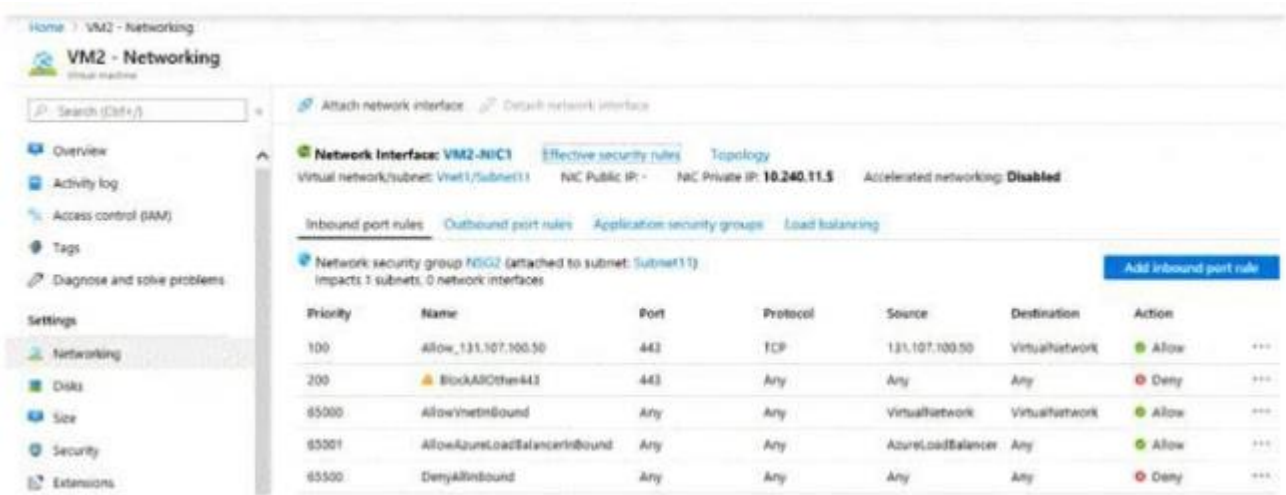 Home > VM2 - Networking
VM2 - Networking
Virtual machine
Search (Ctrl+/)
«
Overview
Activity log
Access control (IAM)
Tags
Diagnose and solve problems
Settings
Networking
Disks
Size
Security
Extensions
Attach network interface Detach network interface
Network Interface: VM2-NIC1 Effective security rules Topology
Virtual network/subnet: Vnet1/Subnet11 NIC Public IP: - NIC Private IP: 10.240.11.5 Accelerated networking: Disabled
Inbound port rules Outbound port rules Application security groups Load balancing
Network security group NSG2 (attached to subnet: Subnet11)
Impacts 1 subnets, 0 network interfaces
Add inbound port rule
Priority Name Port Protocol Source Destination Action
100 Allow_131.107.100.50 443 TCP 131.107.100.50 VirtualNetwork Allow ...
200 BlockAllOther443 443 Any Any Any Deny ...
65000 AllowVnetInBound Any Any VirtualNetwork VirtualNetwork Allow ...
65001 AllowAzureLoadBalancerInBound Any Any AzureLoadBalancer Any Allow ...
65500 DenyAllInBound Any Any Any Any Deny ...